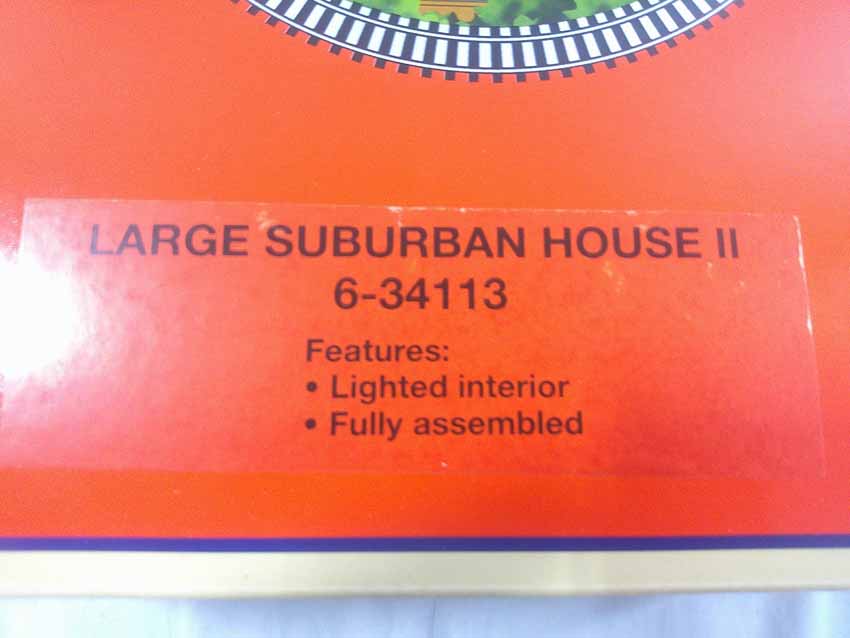 LARGE SUBURBAN HOUSE II
6-34113
Features:
• Lighted interior
• Fully assembled